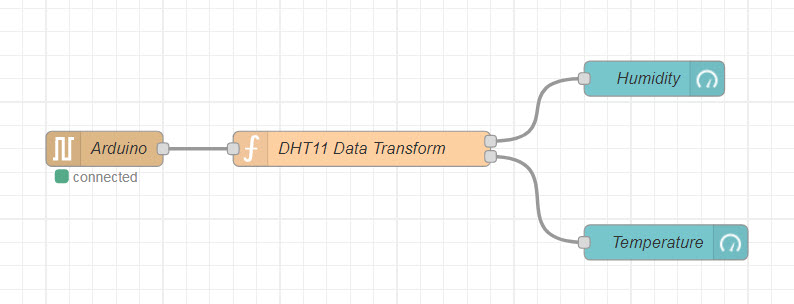 Humidity
Arduino
DHT11 Data Transform
connected
Temperature